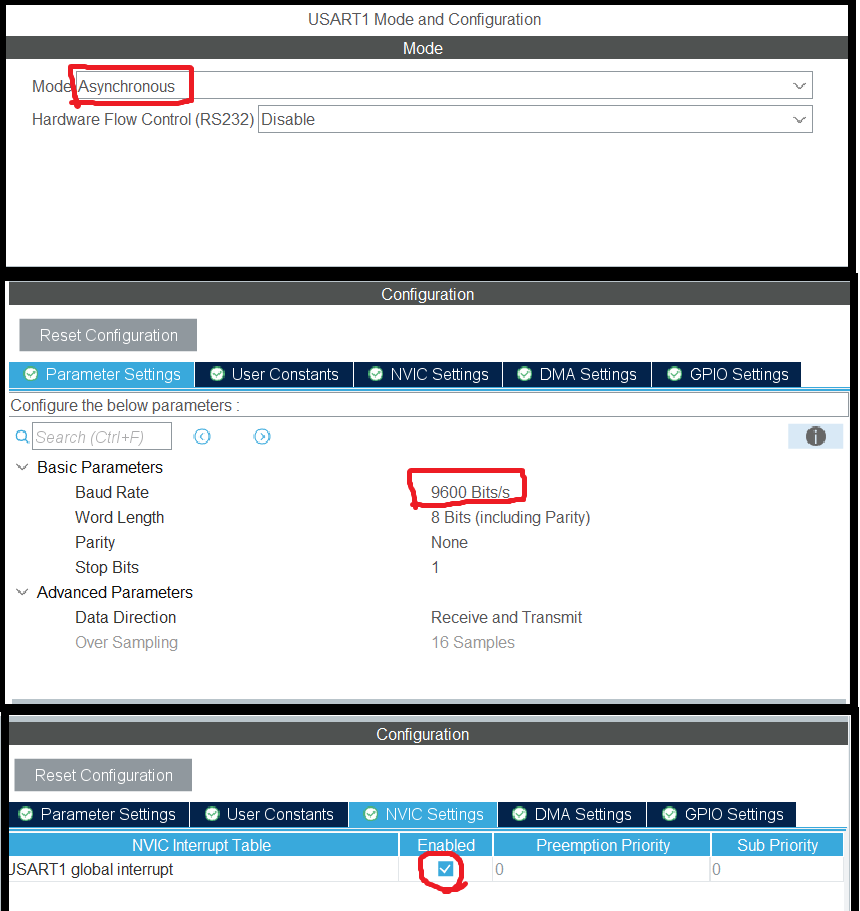 USART1 Mode and Configuration
Mode
Mode Asynchronous
Hardware Flow Control (RS232) Disable
Configuration
Reset Configuration
Parameter Settings User Constants NVIC Settings DMA Settings GPIO Settings
Configure the below parameters :
Search (Ctrl+F)
Basic Parameters
Baud Rate 9600 Bits/s
Word Length 8 Bits (including Parity)
Parity None
Stop Bits 1
Advanced Parameters
Data Direction Receive and Transmit
Over Sampling 16 Samples
Configuration
Reset Configuration
Parameter Settings User Constants NVIC Settings DMA Settings GPIO Settings
NVIC Interrupt Table Enabled Preemption Priority Sub Priority
USART1 global interrupt 0 0